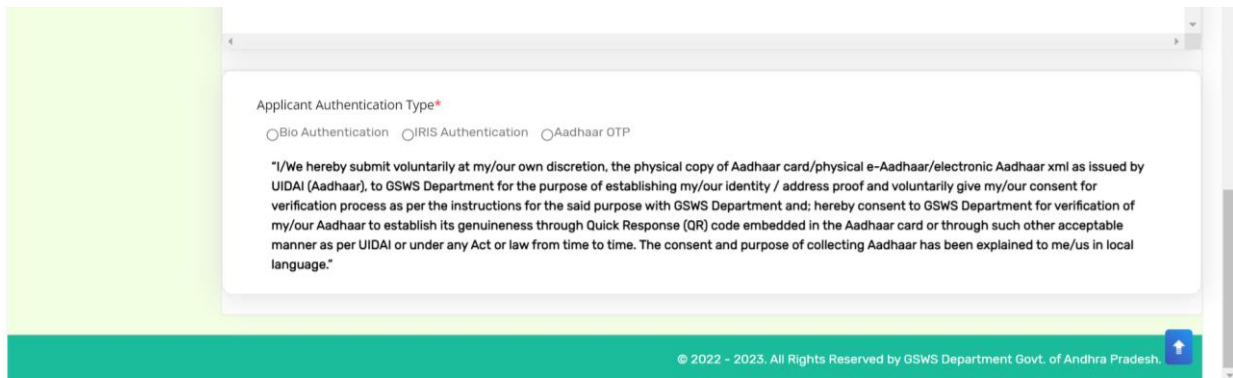 Applicant Authentication Type*
Bio Authentication IRIS Authentication Aadhaar OTP
“I/We hereby submit voluntarily at my/our own discretion, the physical copy of Aadhaar card/physical e-Aadhaar/electronic Aadhaar xml as issued by
UIDAI (Aadhaar), to GSWS Department for the purpose of establishing my/our identity / address proof and voluntarily give my/our consent for
verification process as per the instructions for the said purpose with GSWS Department and; hereby consent to GSWS Department for verification of
my/our Aadhaar to establish its genuineness through Quick Response (QR) code embedded in the Aadhaar card or through such other acceptable
manner as per UIDAI or under any Act or law from time to time. The consent and purpose of collecting Aadhaar has been explained to me/us in local
language.”
© 2022 - 2023. All Rights Reserved by GSWS Department Govt. of Andhra Pradesh.